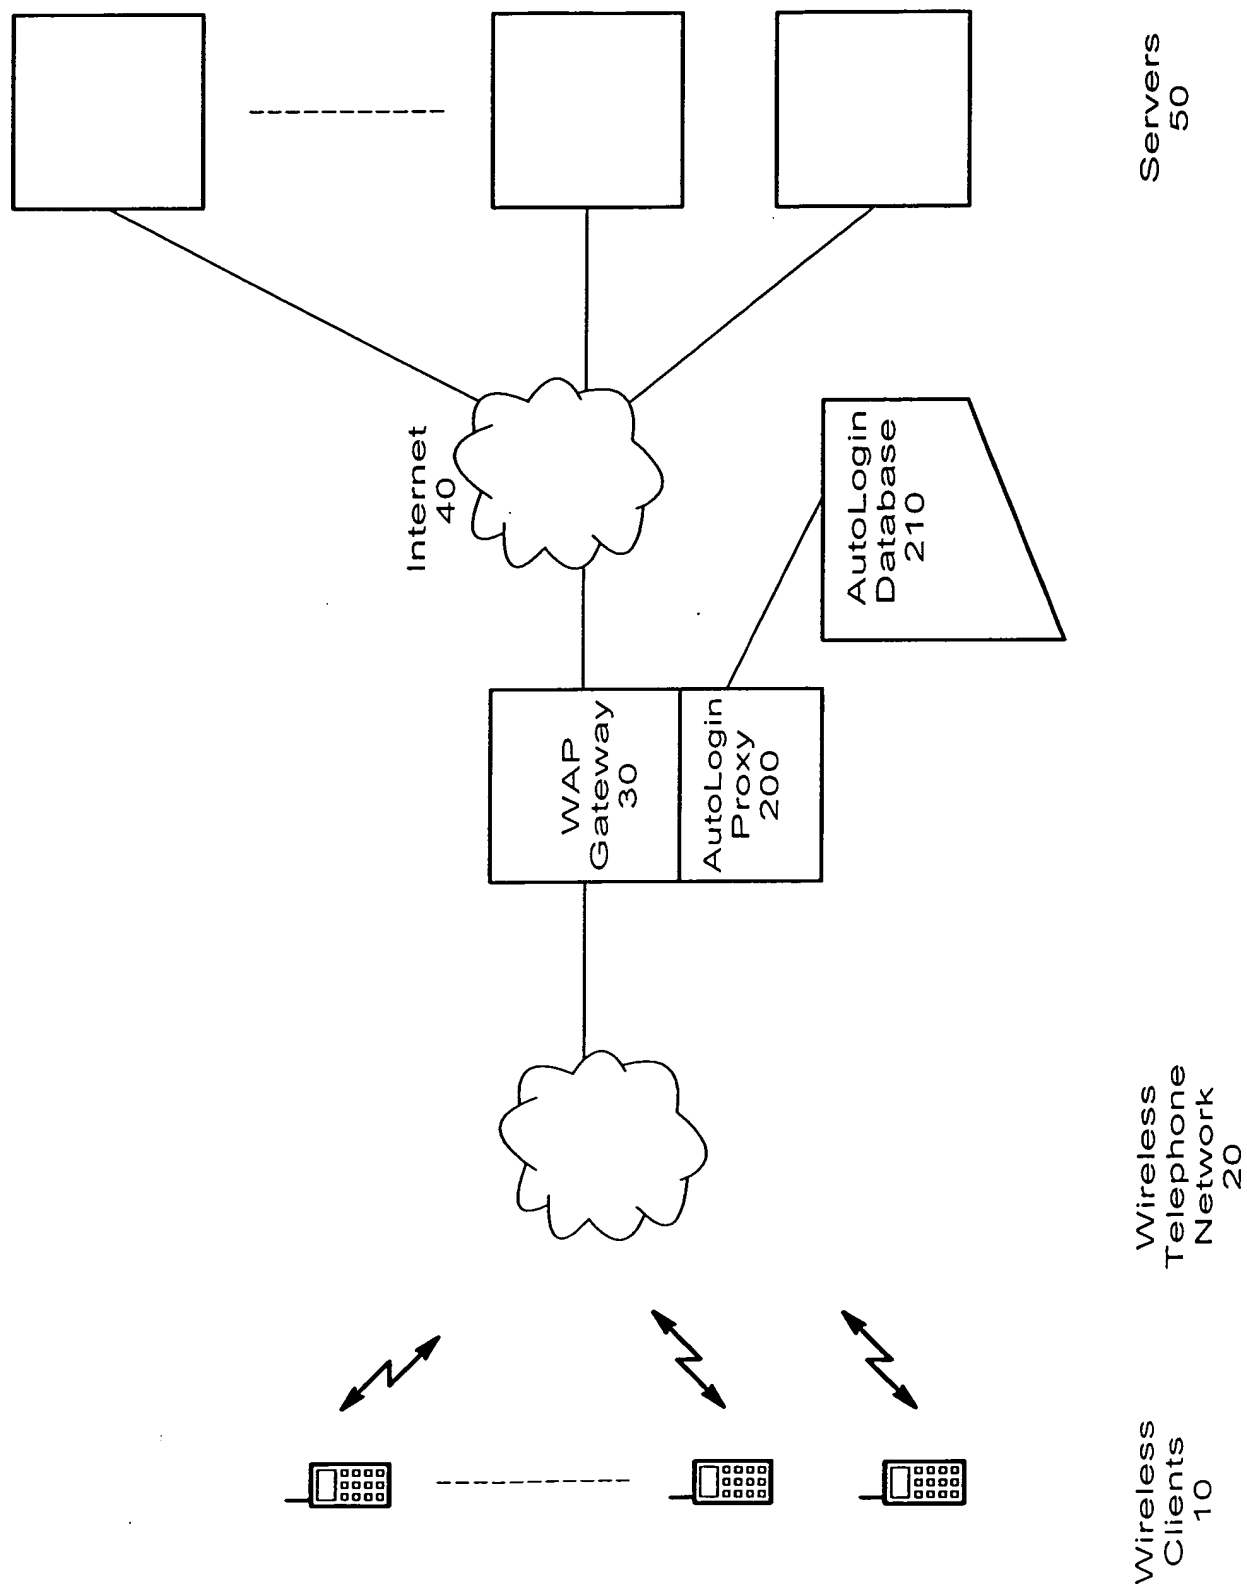 Servers
50
Internet
40
AutoLogin
Database
210
WAP
Gateway
30
AutoLogin
Proxy
200
Wireless
Telephone
Network
20
Wireless
Clients
10